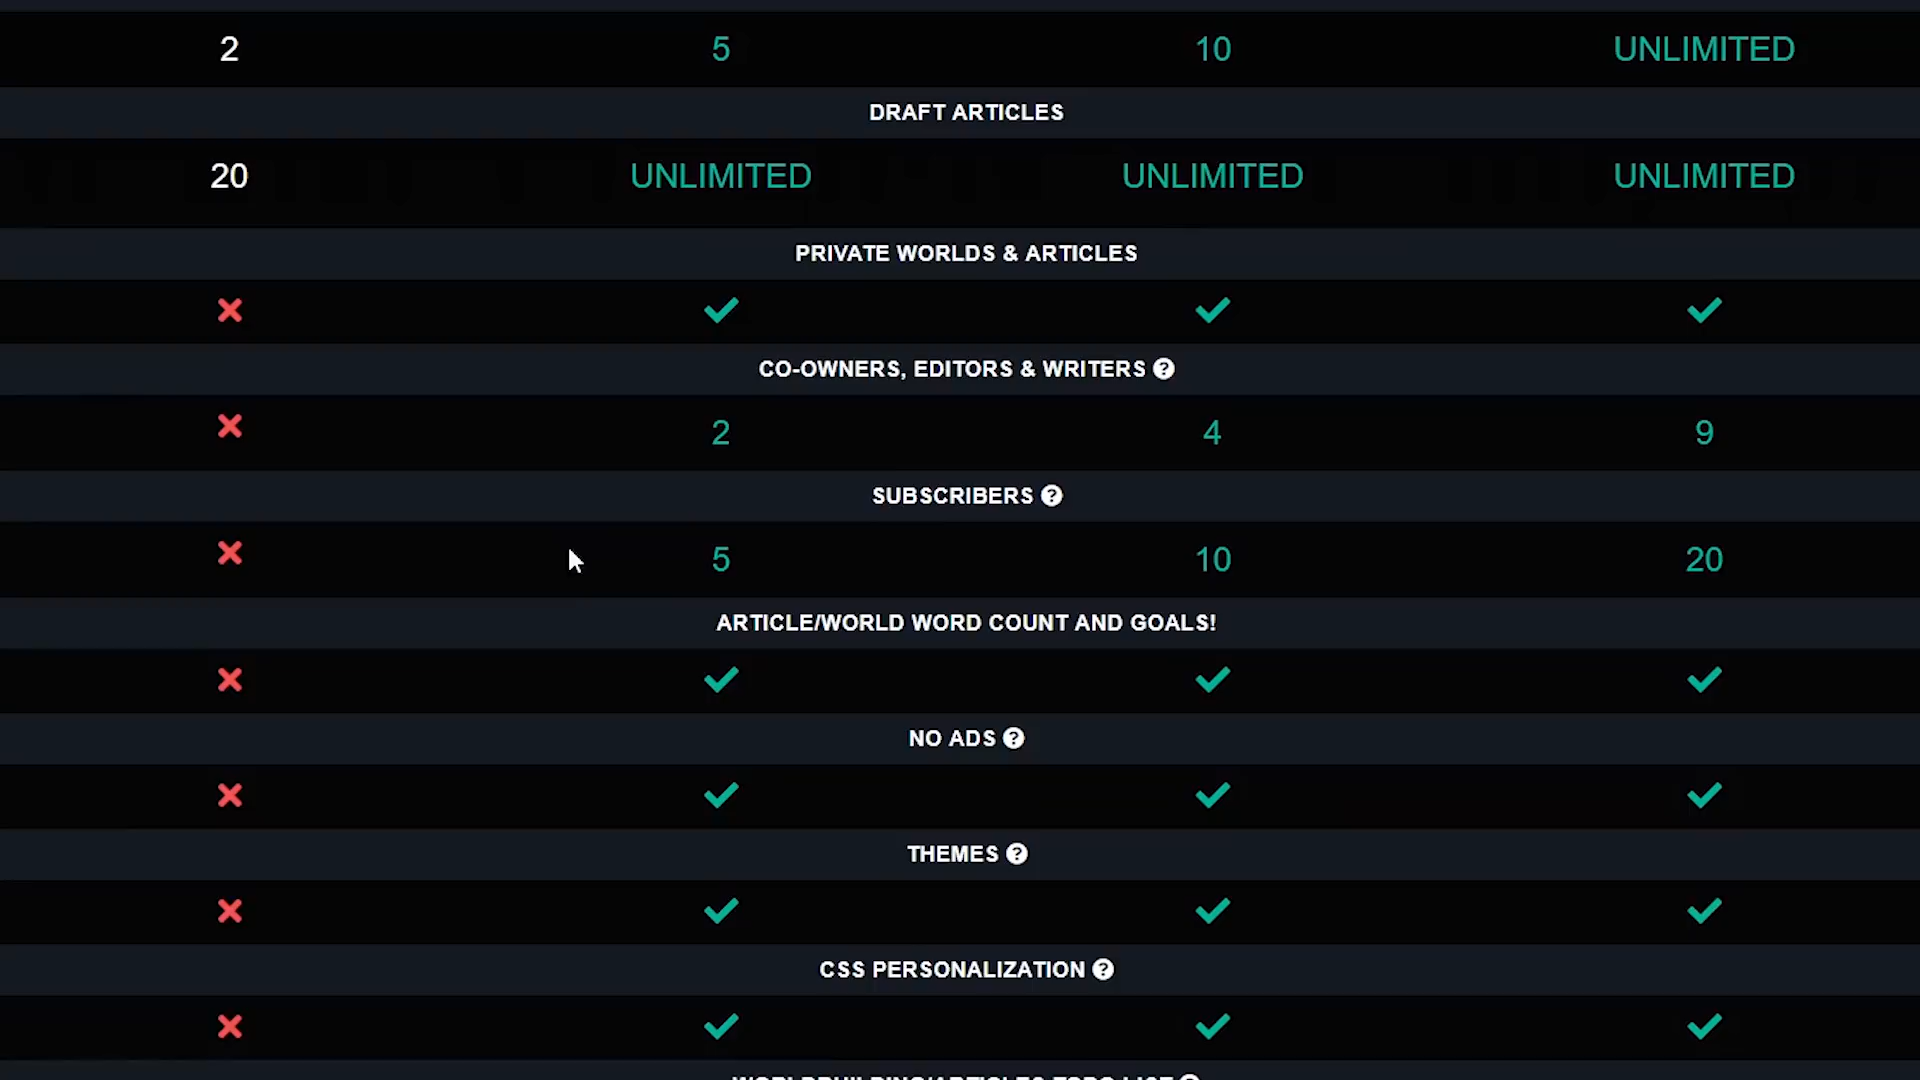 2 5 10 UNLIMITED
DRAFT ARTICLES
20 UNLIMITED UNLIMITED UNLIMITED
PRIVATE WORLDS & ARTICLES
CO-OWNERS, EDITORS & WRITERS ?
2 4 9
SUBSCRIBERS ?
5 10 20
ARTICLE/WORLD WORD COUNT AND GOALS!
NO ADS ?
THEMES ?
CSS PERSONALIZATION ?